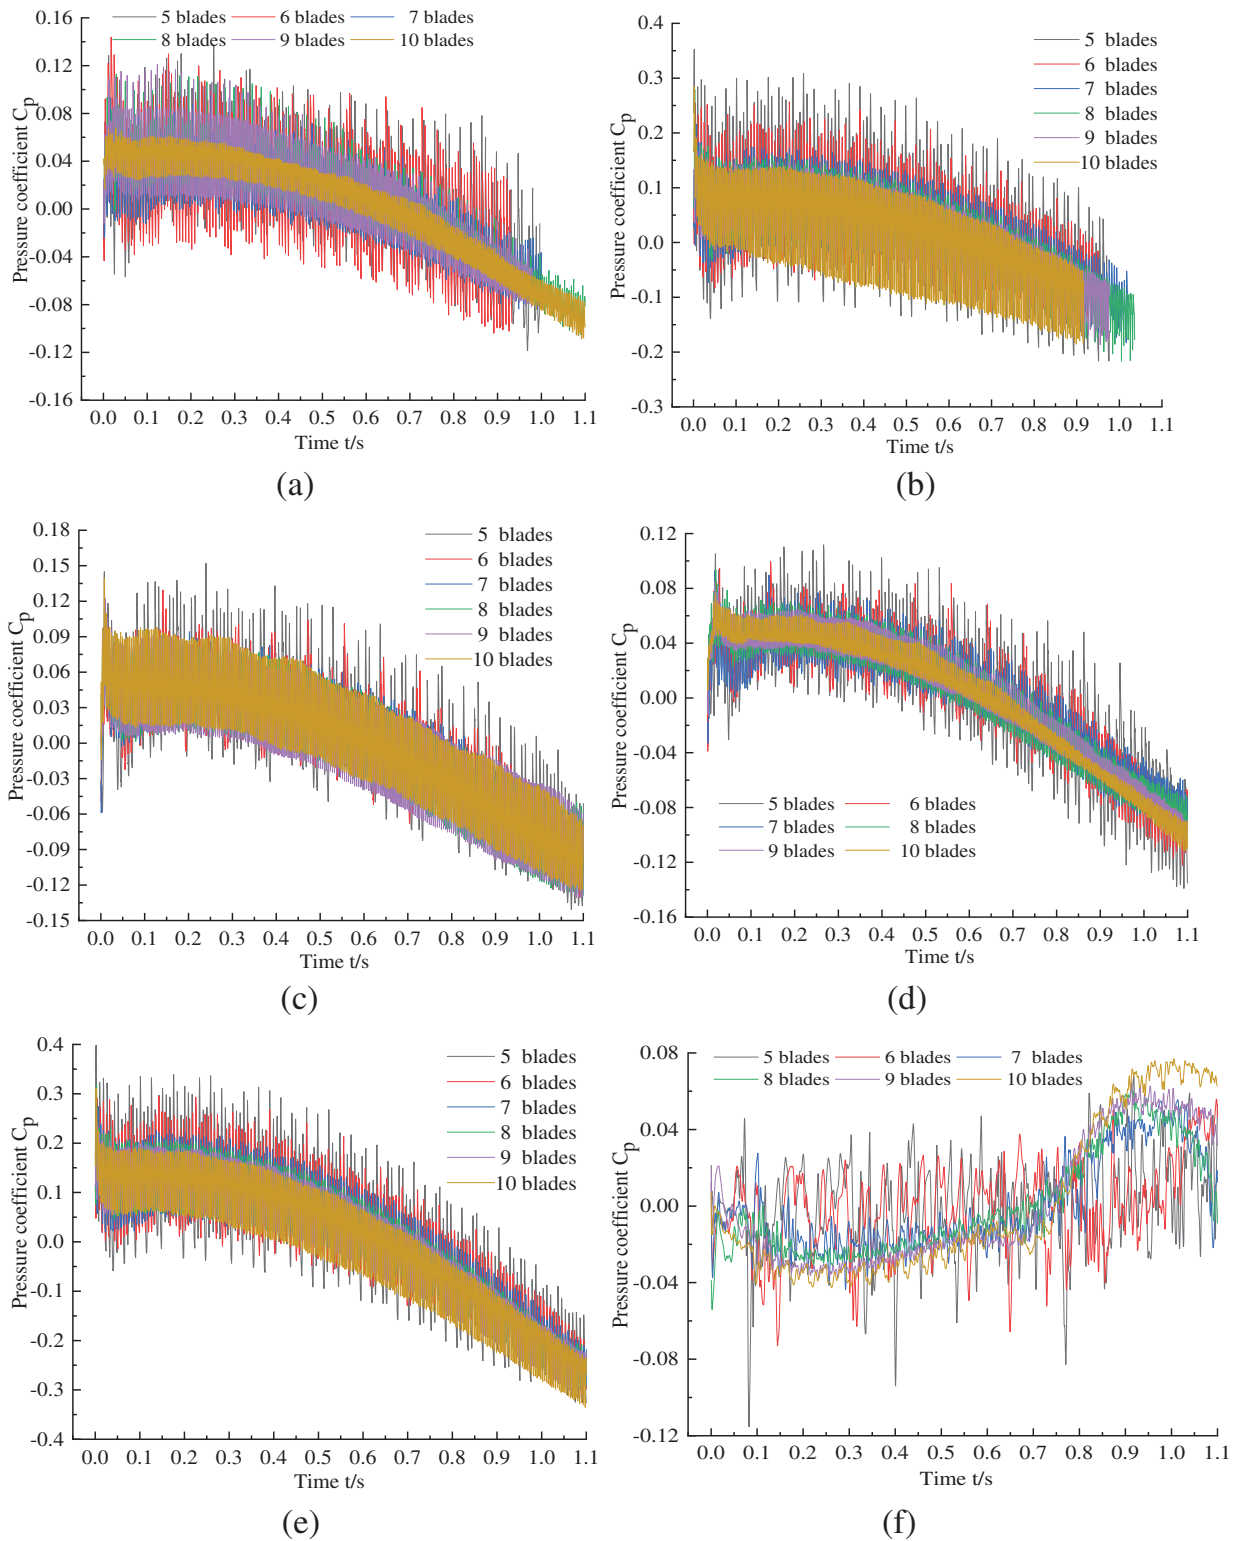 5 blades 6 blades 7 blades
8 blades 9 blades 10 blades
0.16
0.12
0.08
0.04
0.00
-0.04
-0.08
-0.12
-0.16
Pressure coefficient Cp
0.0 0.1 0.2 0.3 0.4 0.5 0.6 0.7 0.8 0.9 1.0 1.1
Time t/s
(a)
5 blades
6 blades
7 blades
8 blades
9 blades
10 blades
0.4
0.3
0.2
0.1
0.0
-0.1
-0.2
-0.3
Pressure coefficient Cp
0.0 0.1 0.2 0.3 0.4 0.5 0.6 0.7 0.8 0.9 1.0 1.1
Time t/s
(b)
5 blades
6 blades
7 blades
8 blades
9 blades
10 blades
0.18
0.15
0.12
0.09
0.06
0.03
0.00
-0.03
-0.06
-0.09
-0.12
-0.15
Pressure coefficient Cp
0.0 0.1 0.2 0.3 0.4 0.5 0.6 0.7 0.8 0.9 1.0 1.1
Time t/s
(c)
0.12
0.08
0.04
0.00
-0.04
-0.08
-0.12
-0.16
Pressure coefficient Cp
5 blades 6 blades
7 blades 8 blades
9 blades 10 blades
0.0 0.1 0.2 0.3 0.4 0.5 0.6 0.7 0.8 0.9 1.0 1.1
Time t/s
(d)
5 blades
6 blades
7 blades
8 blades
9 blades
10 blades
0.4
0.3
0.2
0.1
0.0
-0.1
-0.2
-0.3
-0.4
Pressure coefficient Cp
0.0 0.1 0.2 0.3 0.4 0.5 0.6 0.7 0.8 0.9 1.0 1.1
Time t/s
(e)
5 blades 6 blades 7 blades
8 blades 9 blades 10 blades
0.08
0.04
0.00
-0.04
-0.08
-0.12
Pressure coefficient Cp
0.0 0.1 0.2 0.3 0.4 0.5 0.6 0.7 0.8 0.9 1.0 1.1
Time t/s
(f)